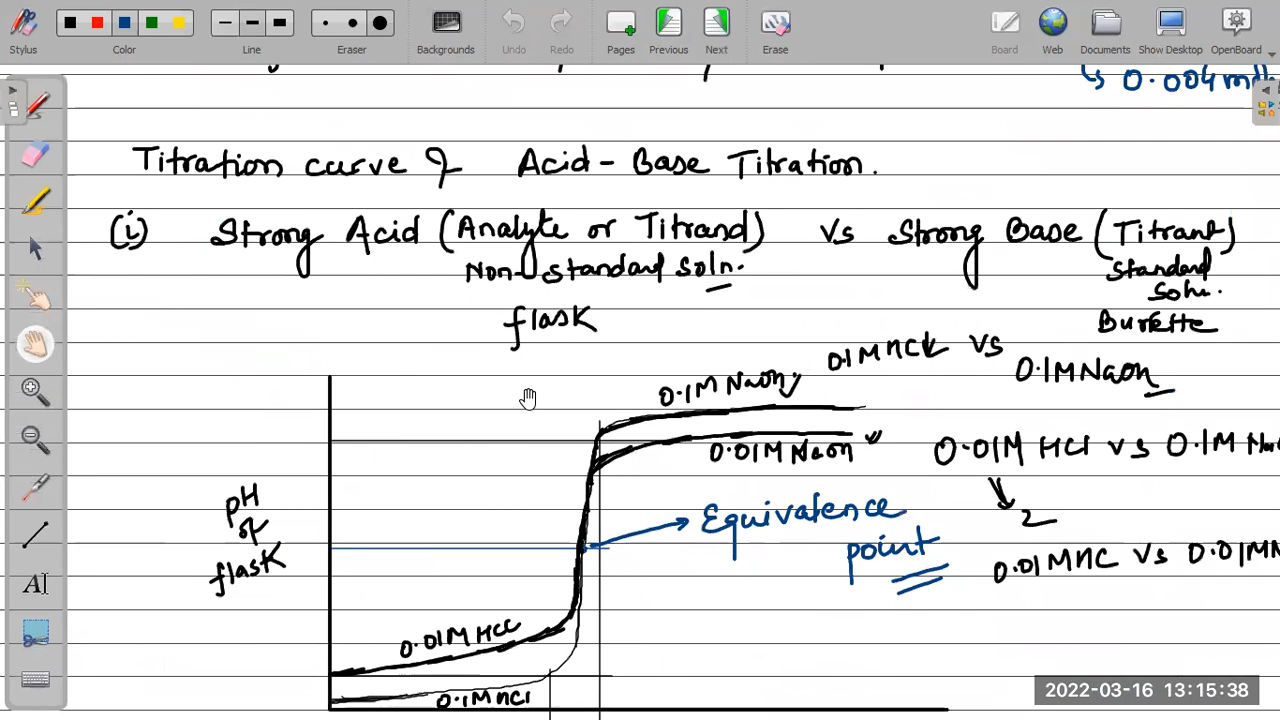 Stylus Color Line Eraser Backgrounds Undo Redo Pages Previous Next Erase Board Web Documents Show Desktop OpenBoard
0.004
Titration curve of Acid-Base Titration.
(i) Strong Acid (Analyte or Titrand) vs Strong Base (Titrant)
Non-standard soln. Standard
Soln.
flask Burette
0.1M HCl vs
0.1M NaOH
0.1M NaOH
0.01M HCl vs 0.1M
0.01M NaOH
pH
of
flask
Equivalence
point
2
0.01M HC vs 0.01M
0.01M HCl
0.1M HCl
2022-03-16 13:15:38